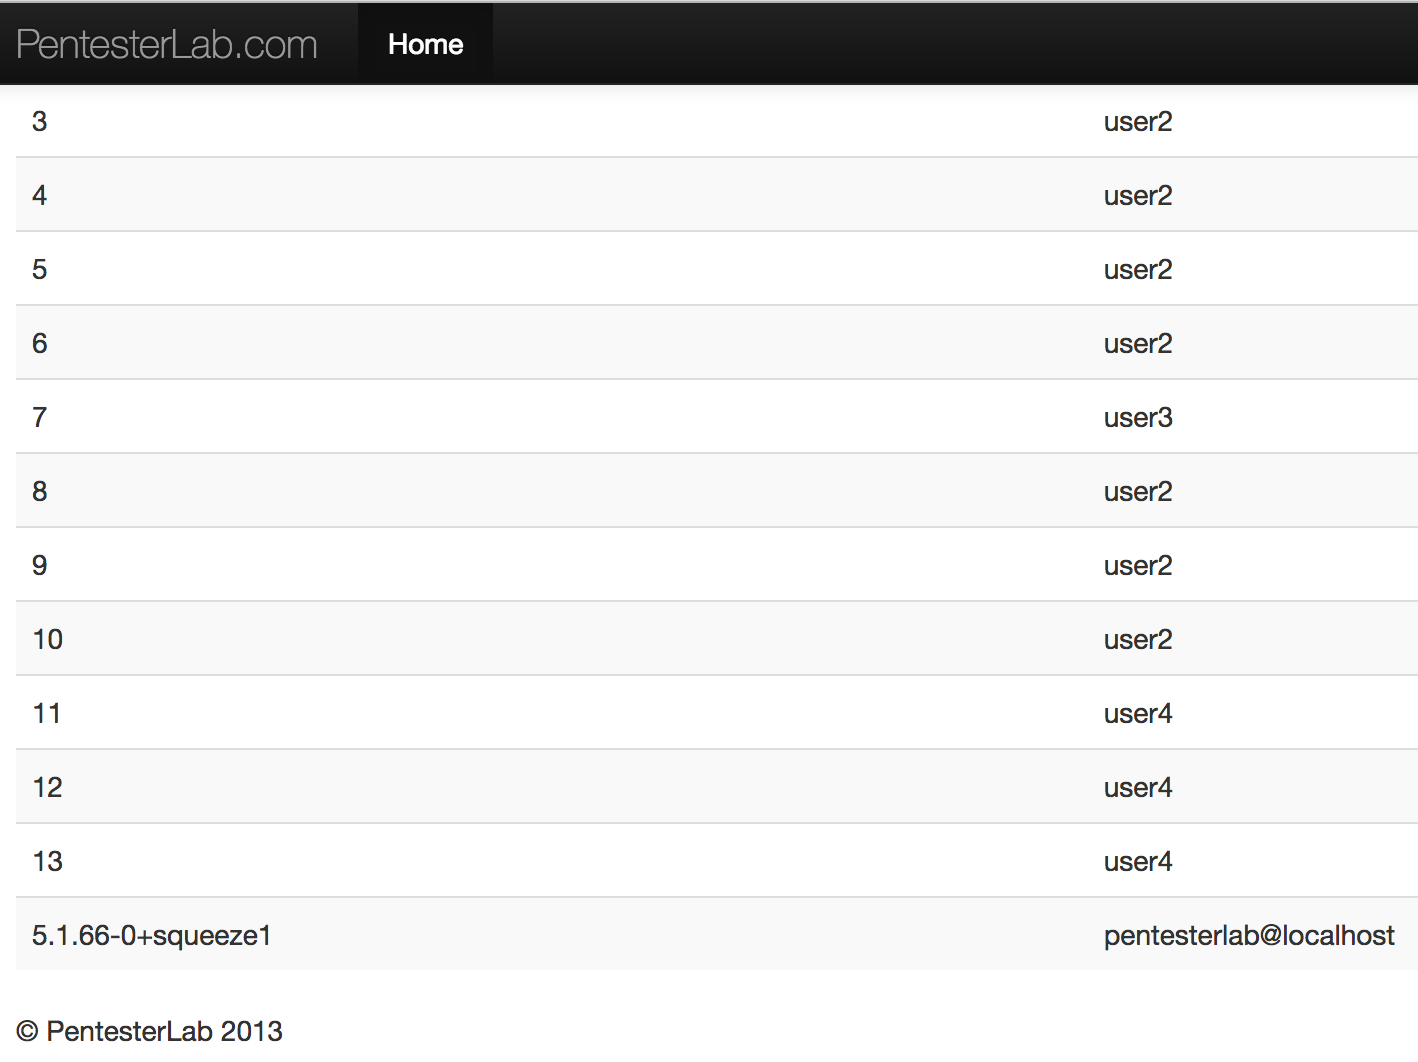 PentesterLab.com Home
3 user2
4 user2
5 user2
6 user2
7 user3
8 user2
9 user2
10 user2
11 user4
12 user4
13 user4
5.1.66-0+squeeze1 pentesterlab@localhost
© PentesterLab 2013